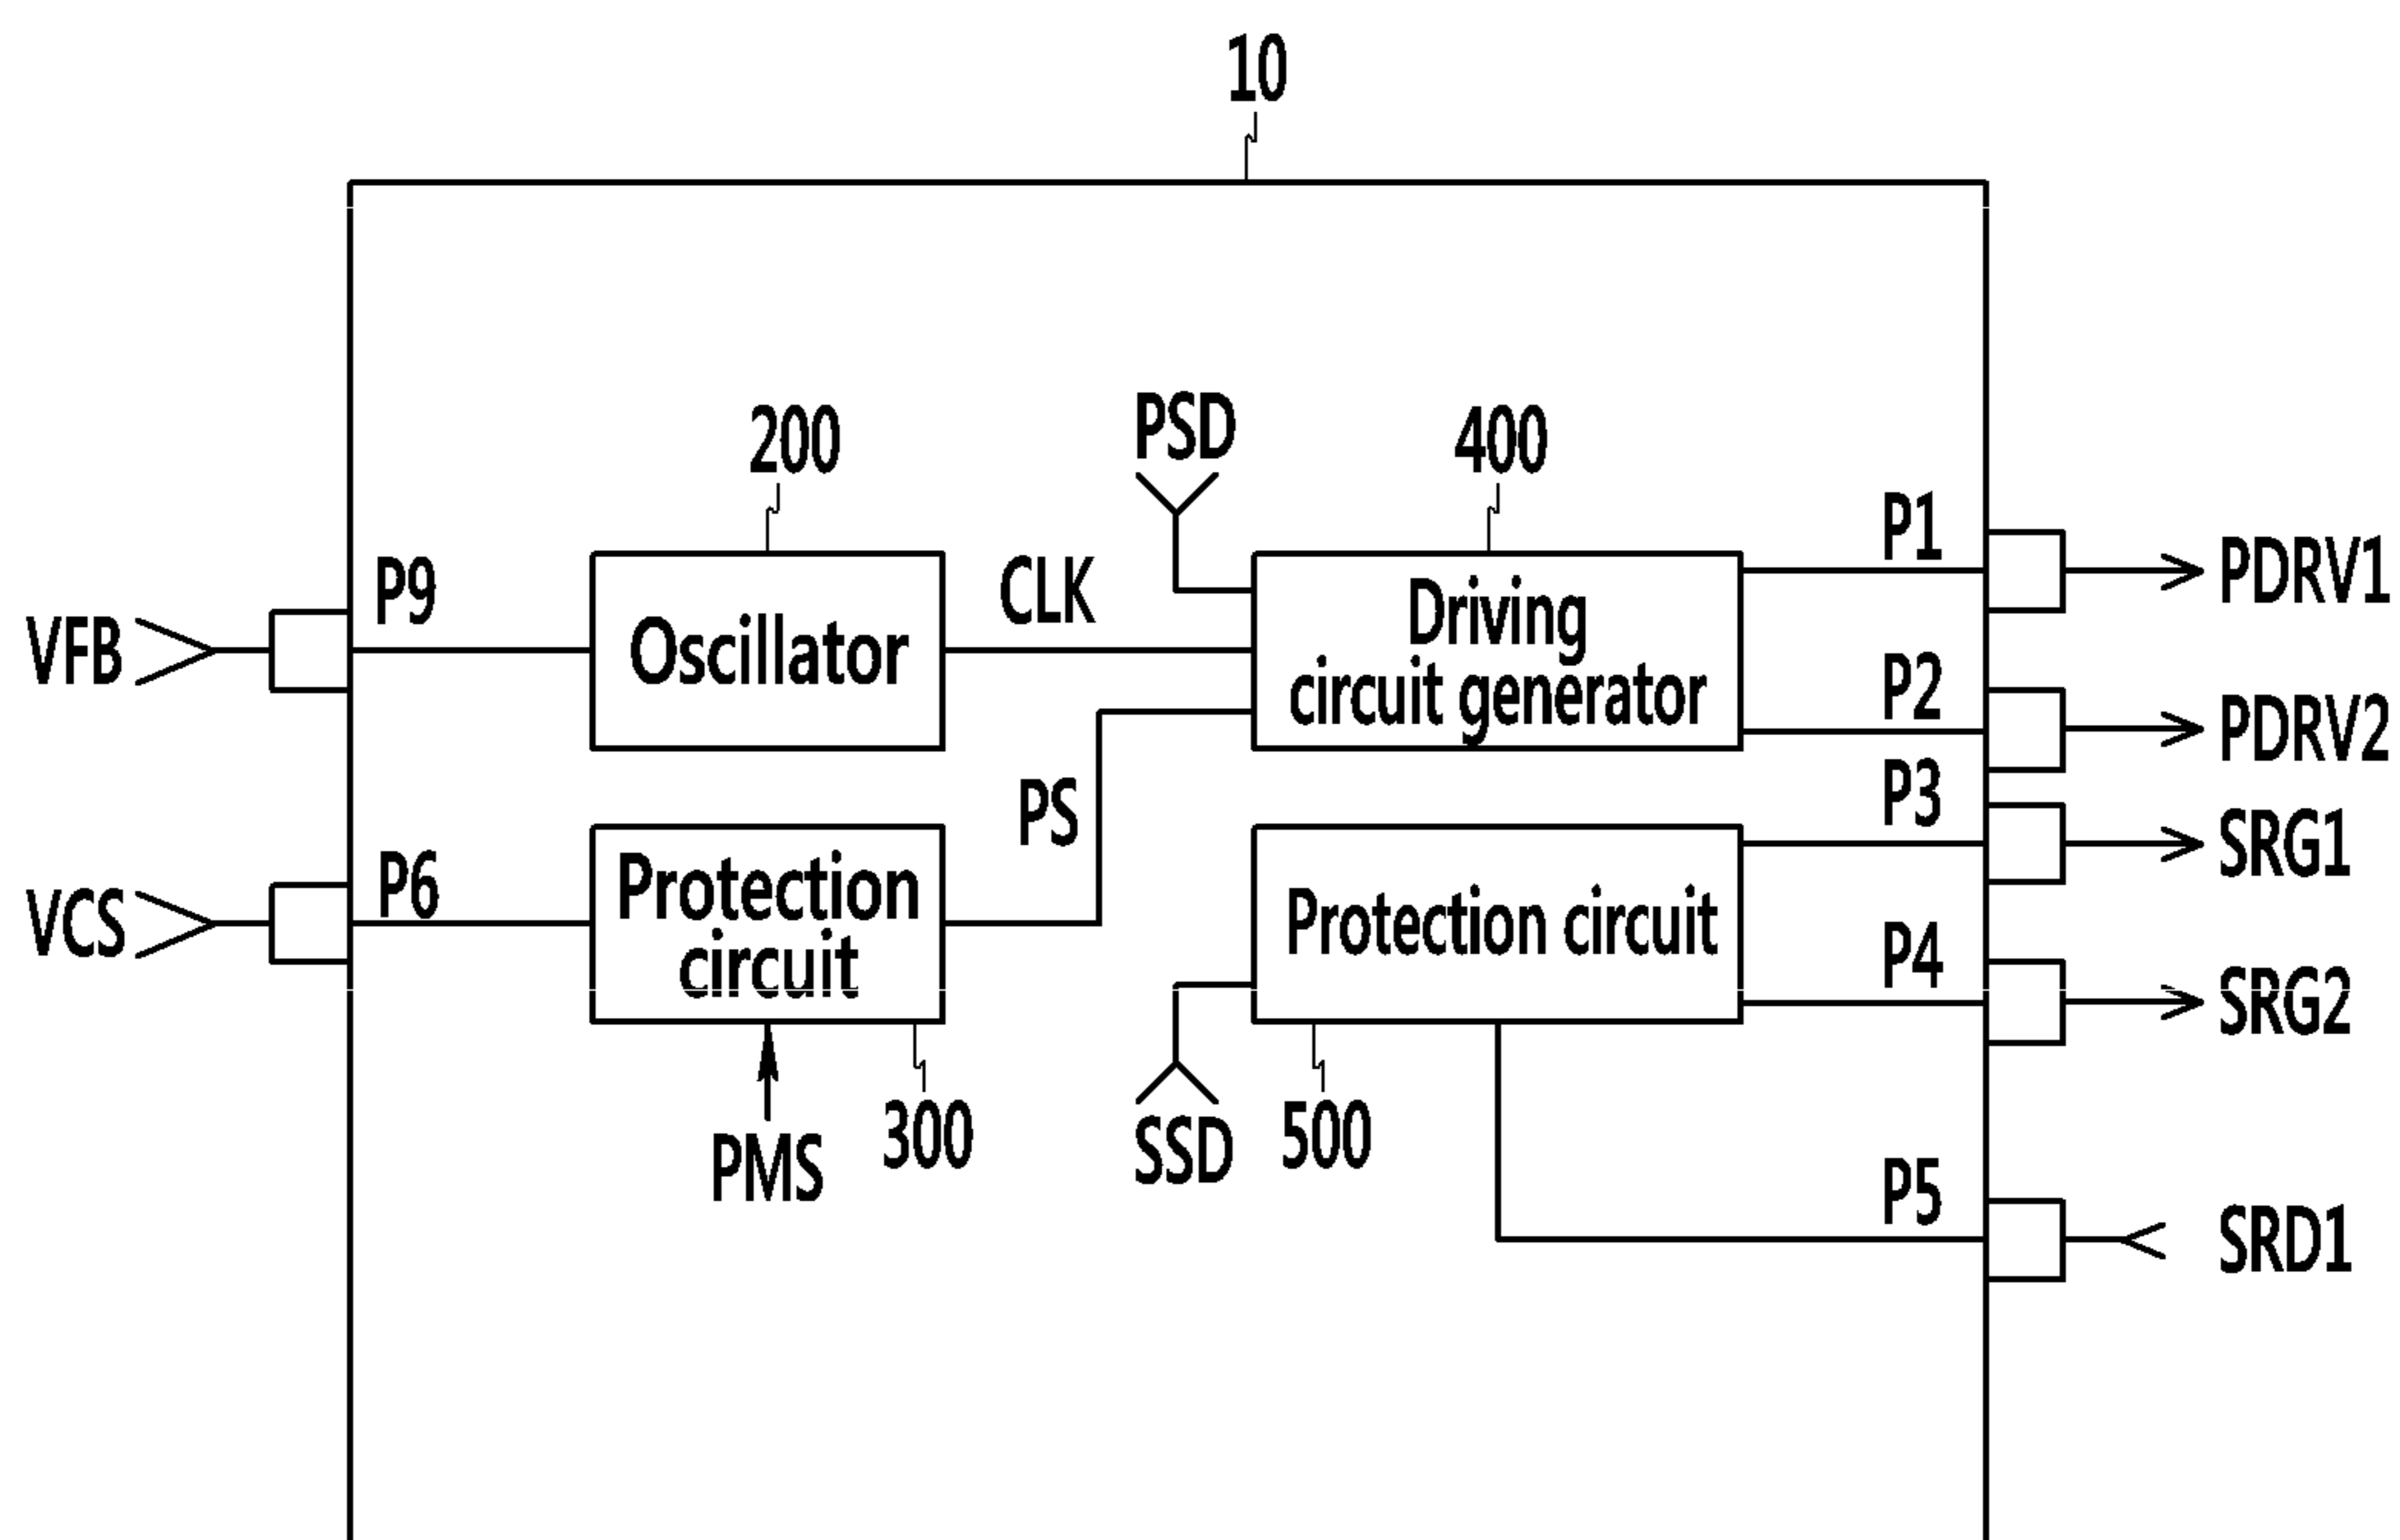 10
200
PSD
400
P1
PDRV1
P9
CLK
VFB
Oscillator
Driving
circuit generator
P2
PDRV2
PS
P3
SRG1
P6
VCS
Protection
circuit
Protection circuit
P4
SRG2
PMS
300
SSD
500
P5
SRD1